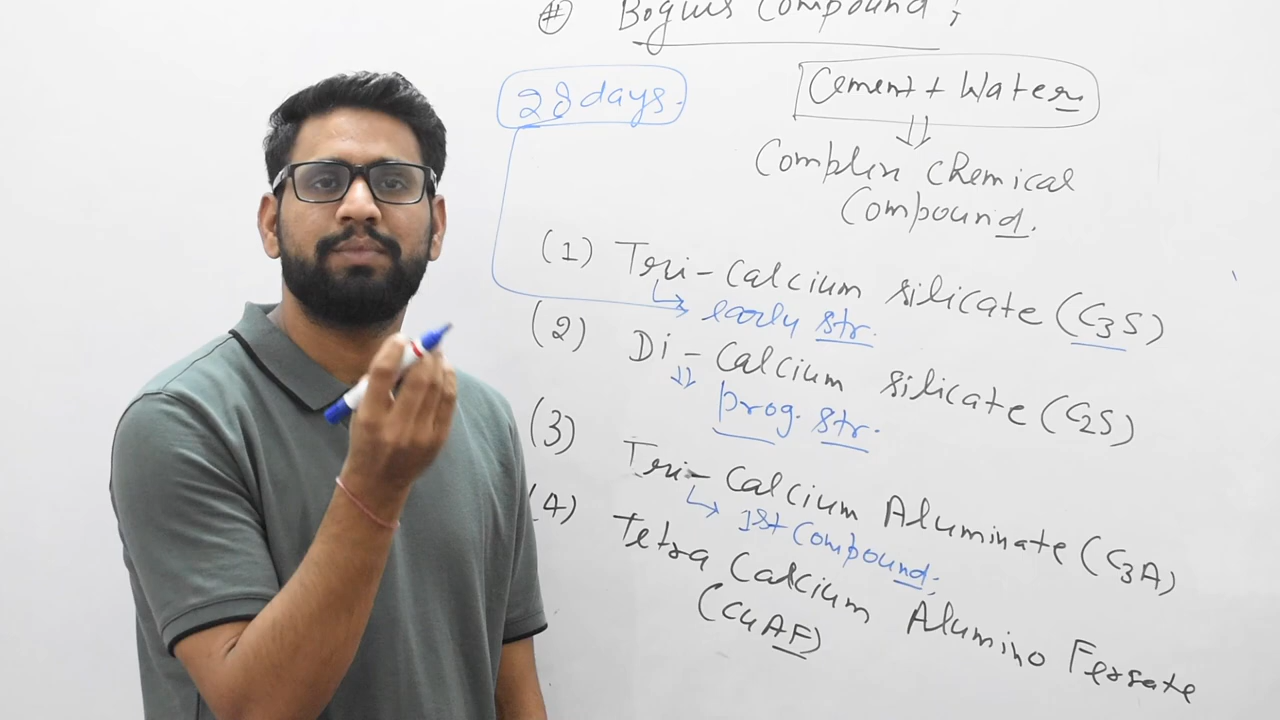 # Bogus Compound ;
28 days.
Cement + Water
⇓
Complex Chemical
Compound.
(1) Tri-Calcium silicate (C3S)
↳ early str.
(2) Di-Calcium silicate (C2S)
⇓ prog. str.
(3) Tri-Calcium Aluminate (C3A)
↳ 1st Compound;
(4) Tetra Calcium Alumino Ferrate
(C4AF)